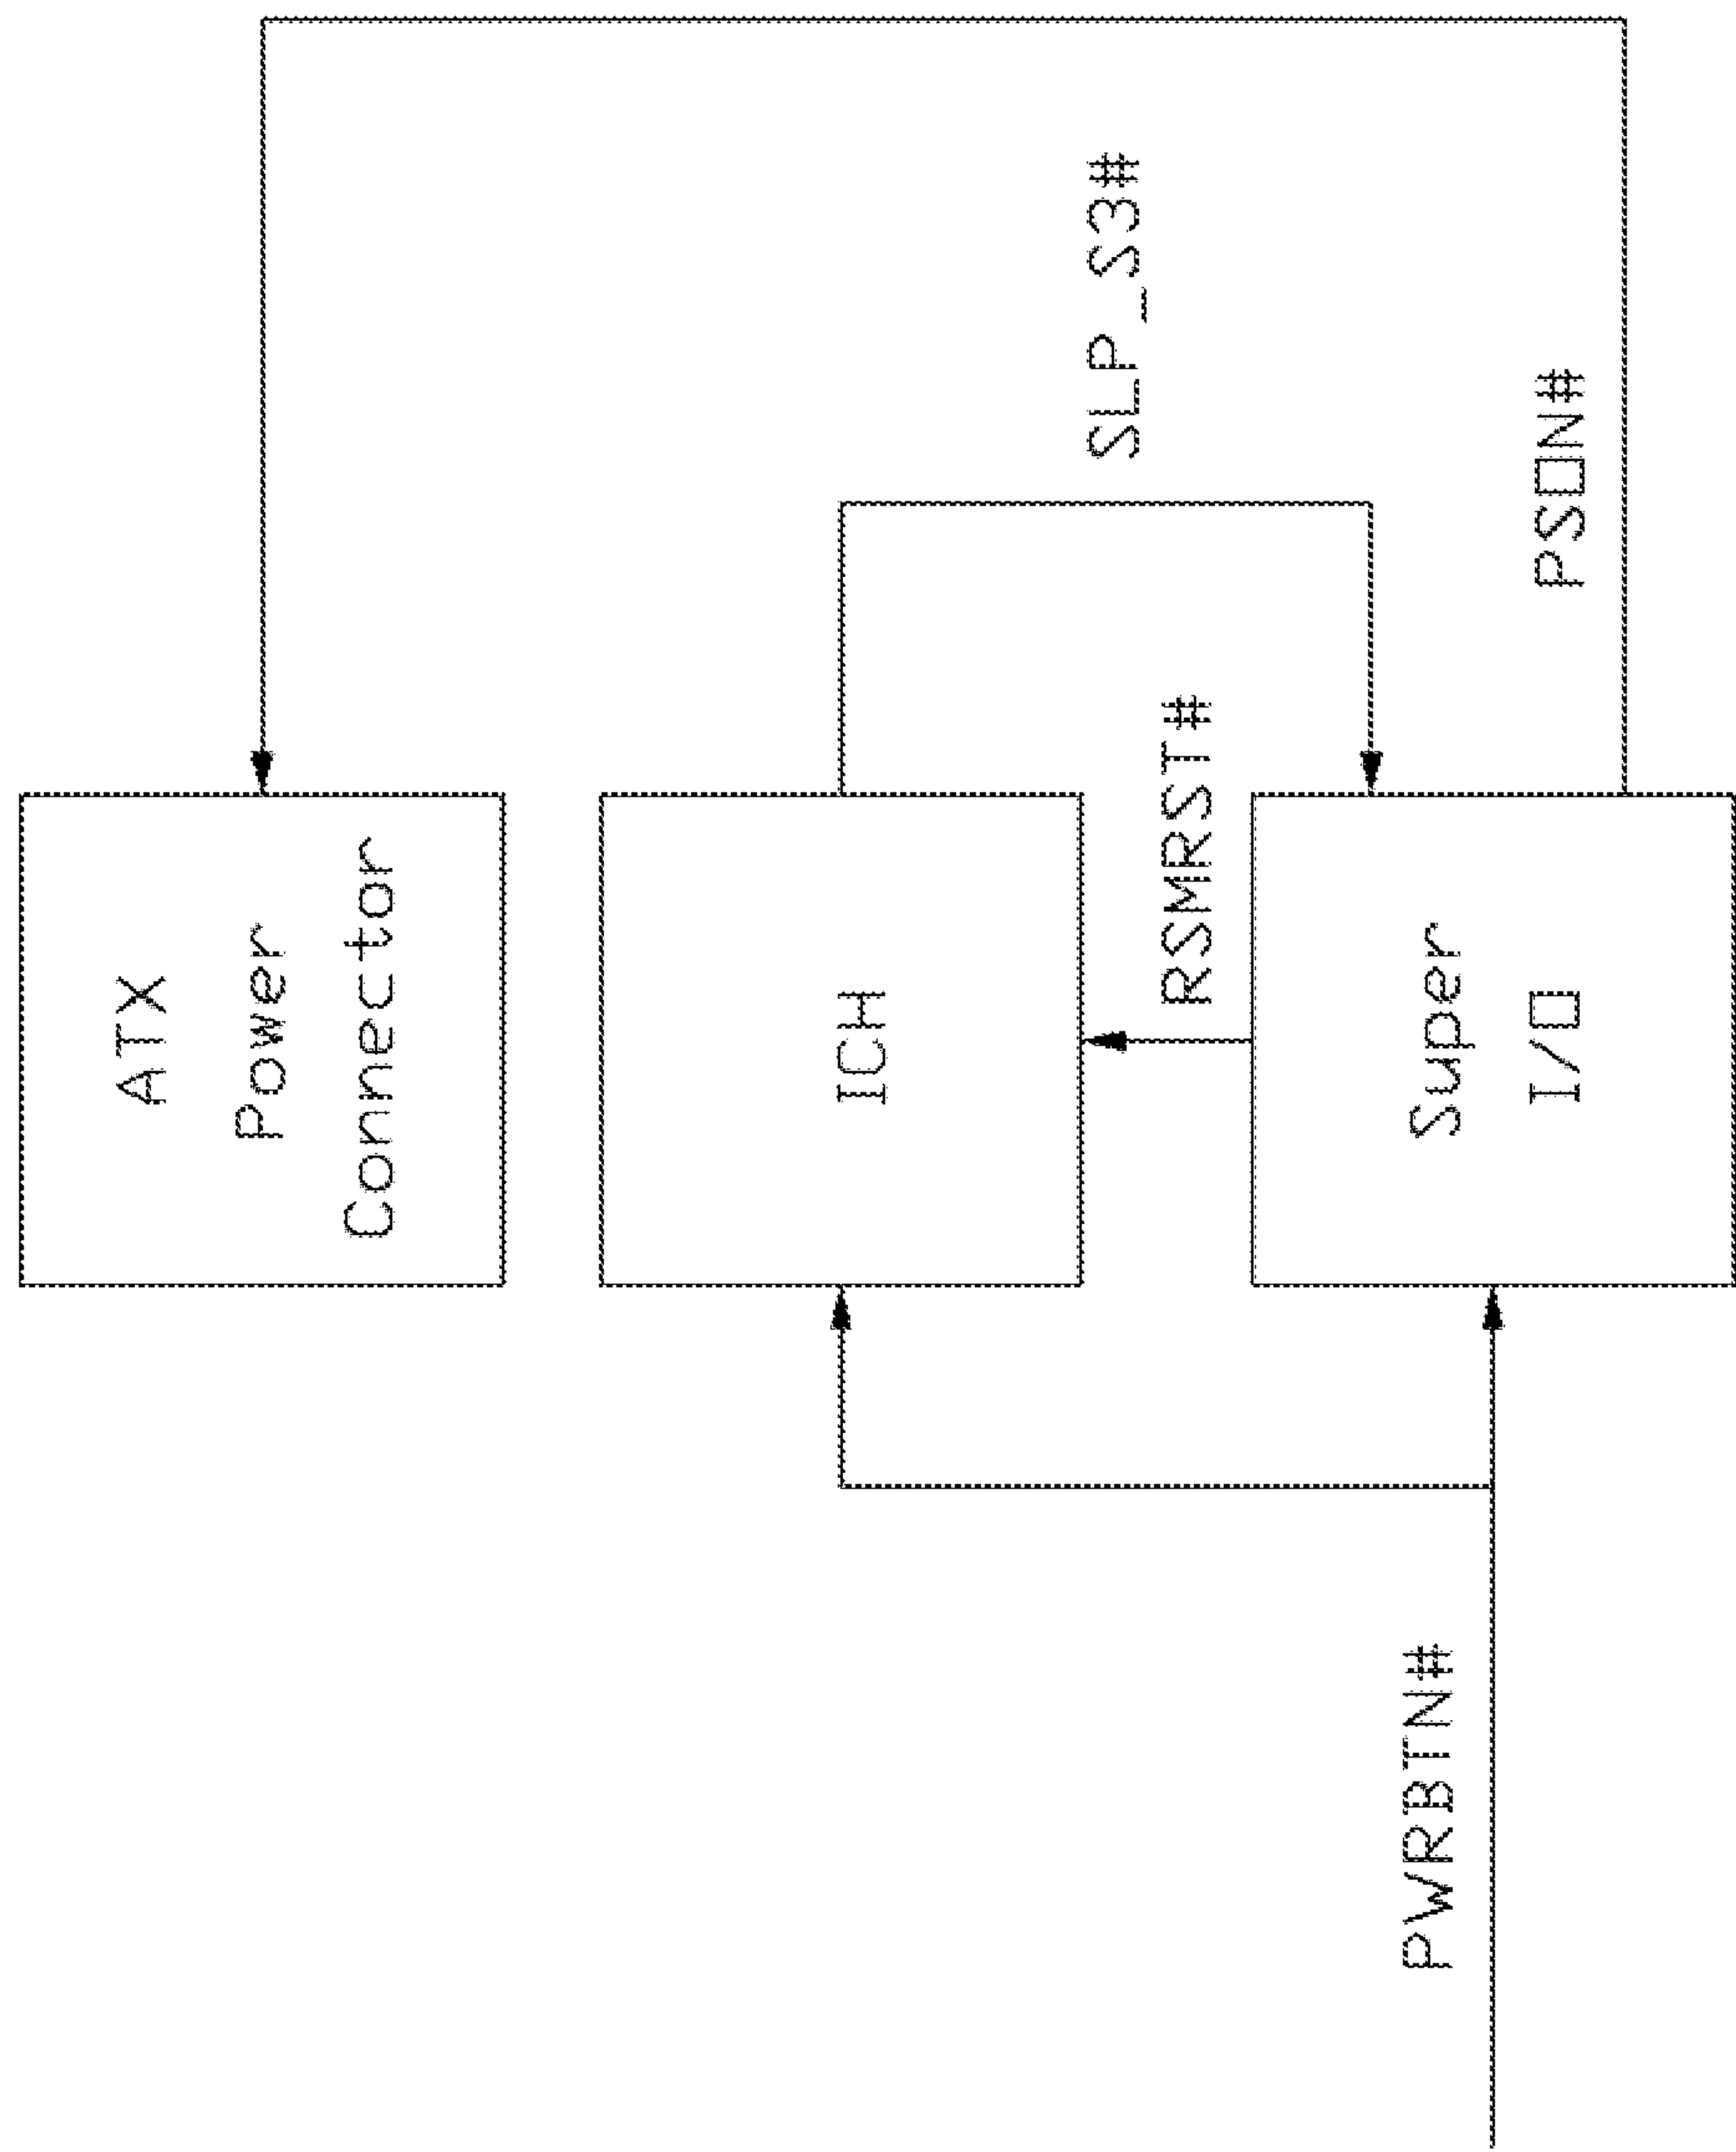 ATX
Power
Connector
ICH
SLP_S3#
RSMRST#
Super
I/O
PSON#
PWRBTN#